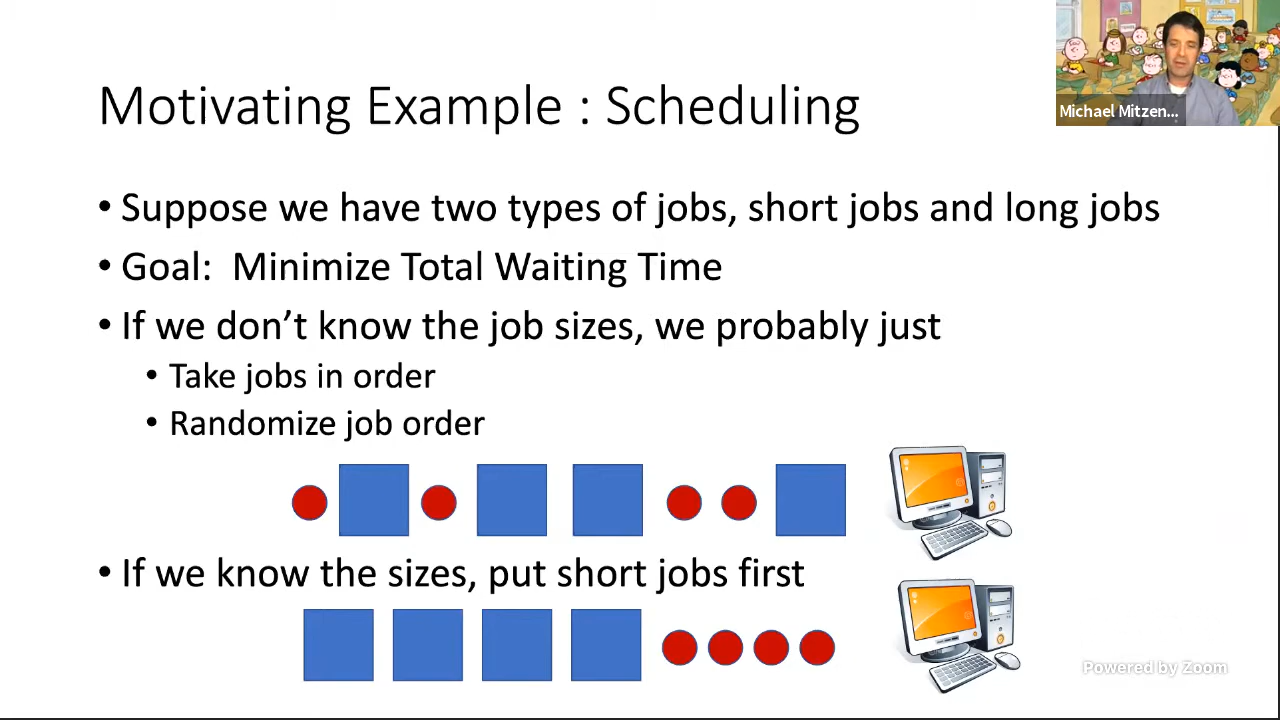 Motivating Example : Scheduling
Michael Mitzen...
• Suppose we have two types of jobs, short jobs and long jobs
• Goal:  Minimize Total Waiting Time
• If we don’t know the job sizes, we probably just
• Take jobs in order
• Randomize job order
• If we know the sizes, put short jobs first
Powered by Zoom